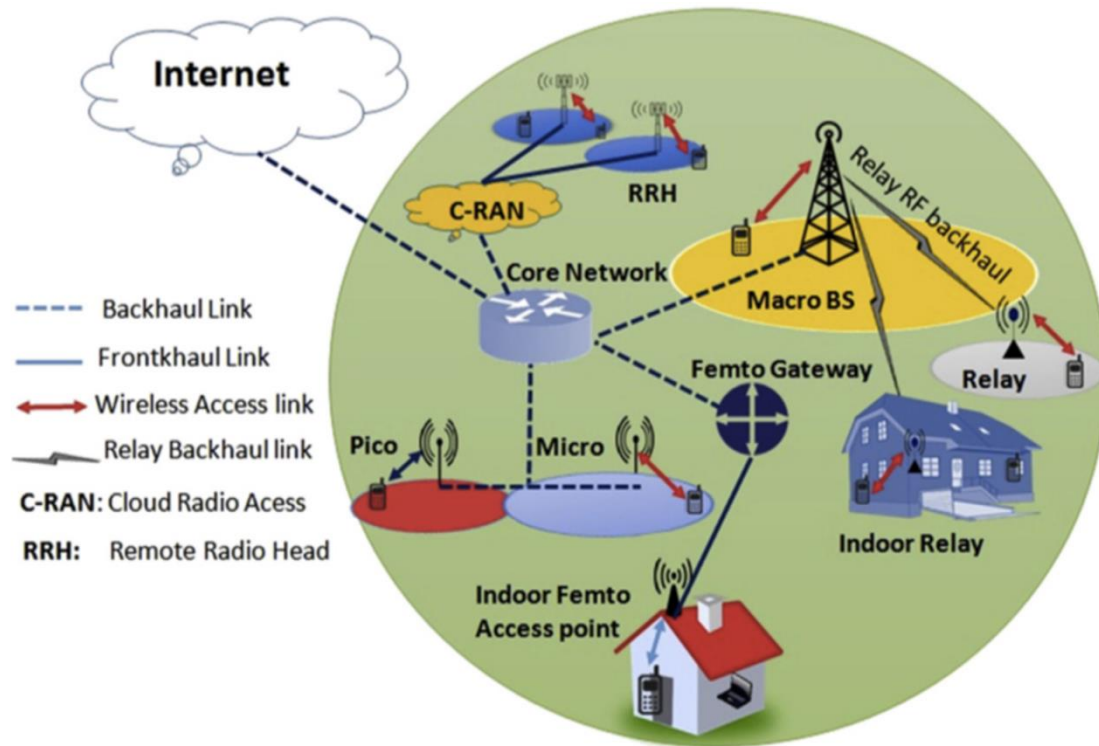 Internet
RRH
C-RAN
Relay RF backhaul
Core Network
Macro BS
Backhaul Link
Frontkhaul Link
Femto Gateway
Relay
Wireless Access link
Pico
Micro
Relay Backhaul link
C-RAN: Cloud Radio Acess
RRH: Remote Radio Head
Indoor Relay
Indoor Femto
Access point